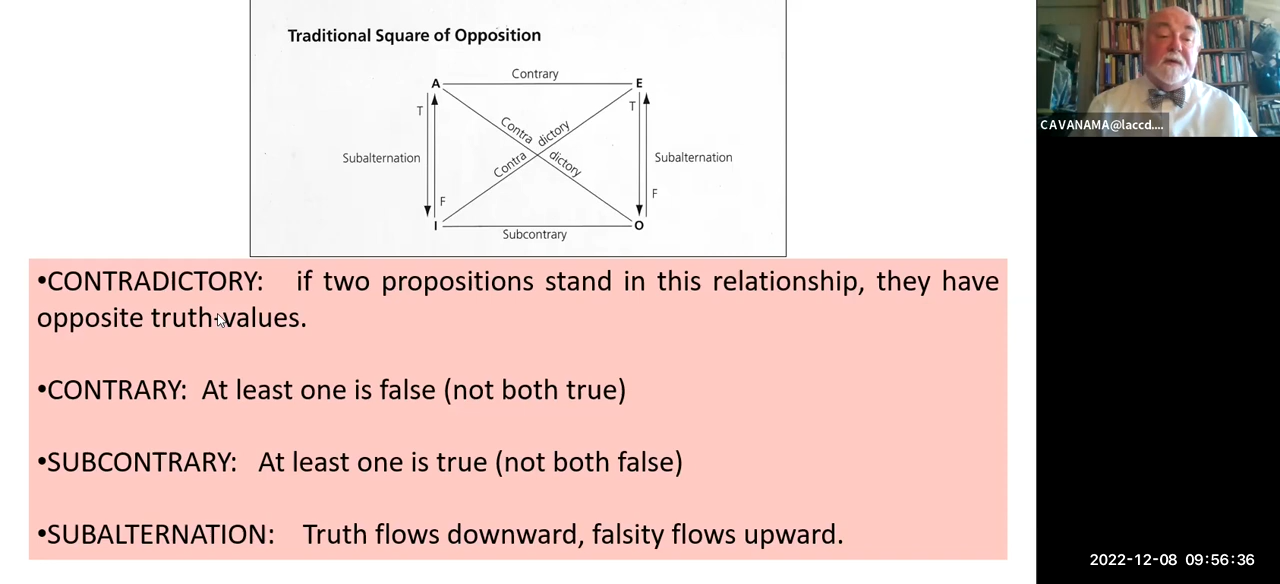 Traditional Square of Opposition
Contrary
A E
T T
Contra dictory
Subalternation Subalternation
Contra dictory
F F
I O
Subcontrary
•CONTRADICTORY: if two propositions stand in this relationship, they have
opposite truth-values.
•CONTRARY: At least one is false (not both true)
•SUBCONTRARY: At least one is true (not both false)
•SUBALTERNATION: Truth flows downward, falsity flows upward.
CAVANAMA@laccd....
2022-12-08 09:56:36